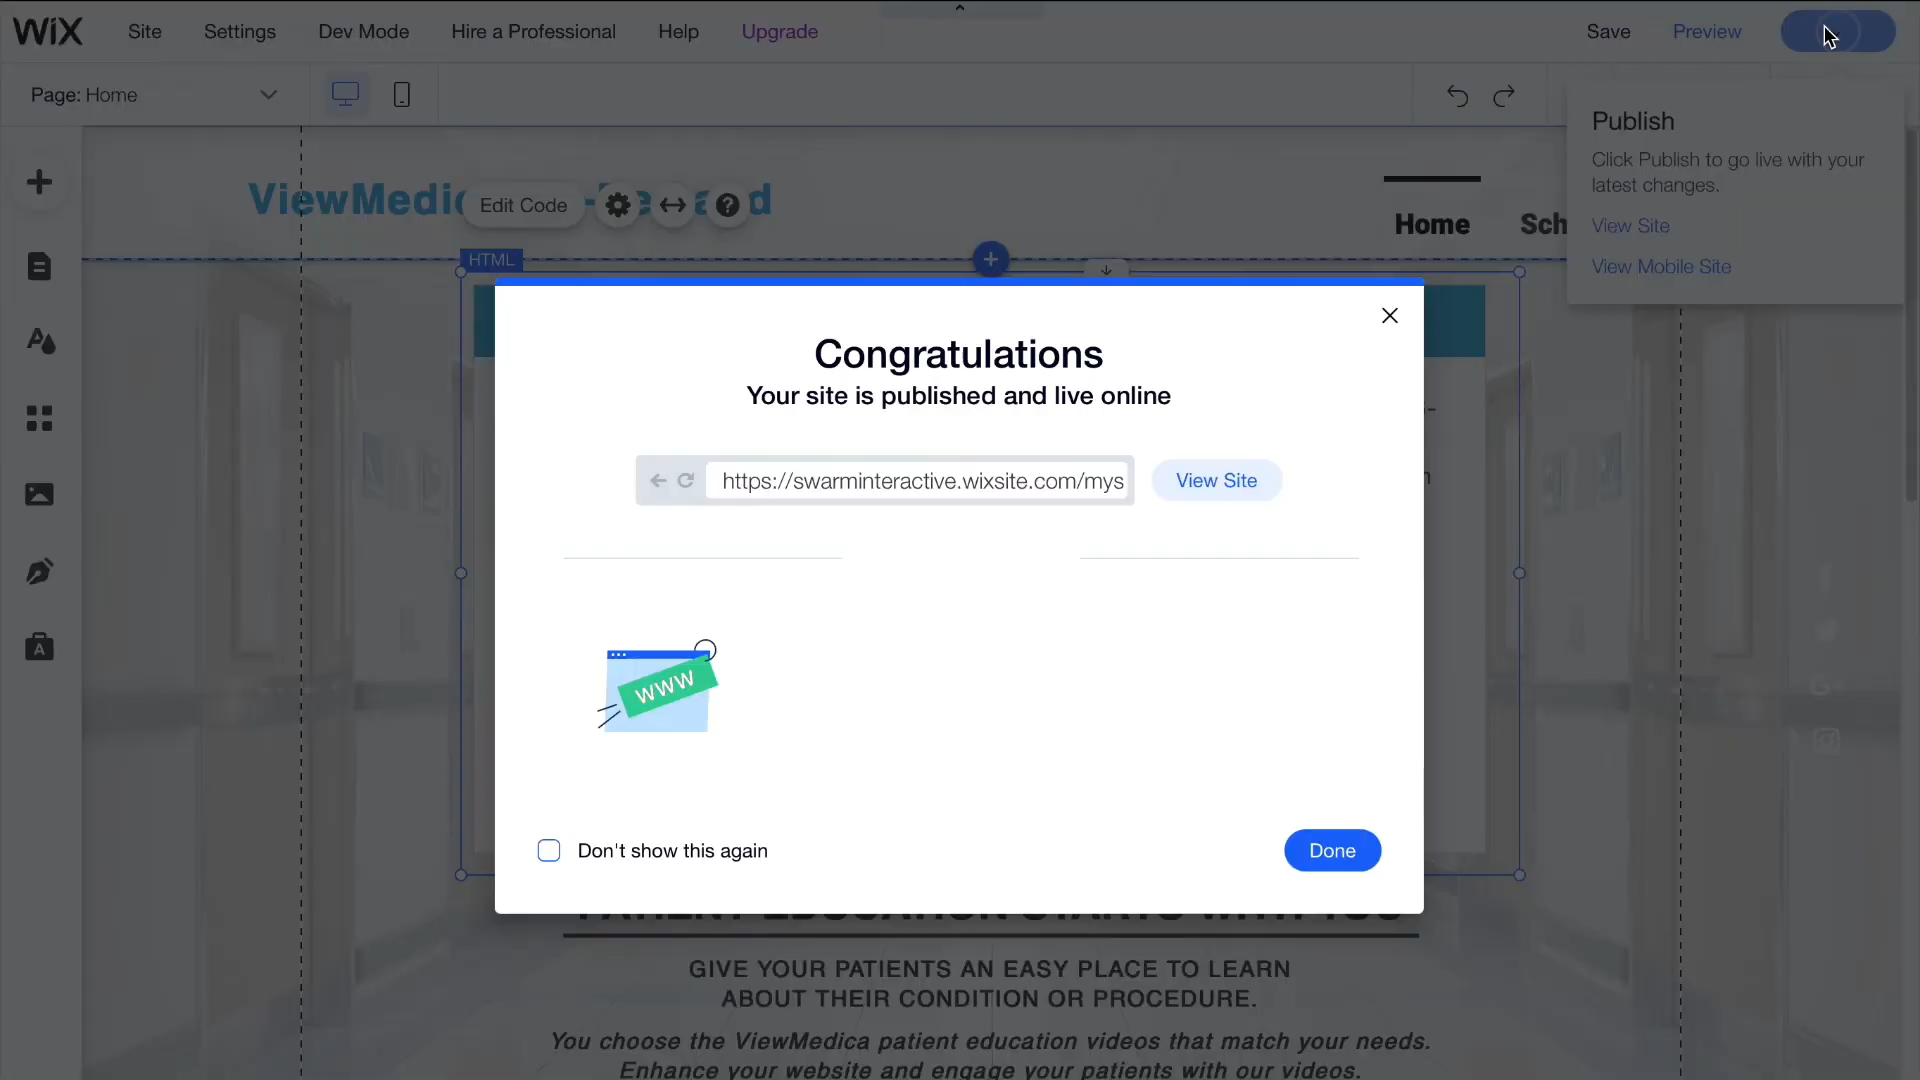 WIX Site Settings Dev Mode Hire a Professional Help Upgrade Save Preview
Page: Home
Publish
Click Publish to go live with your
latest changes.
View Site
View Mobile Site
Edit Code
Home
HTML
Congratulations
Your site is published and live online
https://swarminteractive.wixsite.com/mys
View Site
WWW
Don't show this again
Done
PATIENT EDUCATION STARTS WITH YOU
GIVE YOUR PATIENTS AN EASY PLACE TO LEARN
ABOUT THEIR CONDITION OR PROCEDURE.
You choose the ViewMedica patient education videos that match your needs.
Enhance your website and engage your patients with our videos.